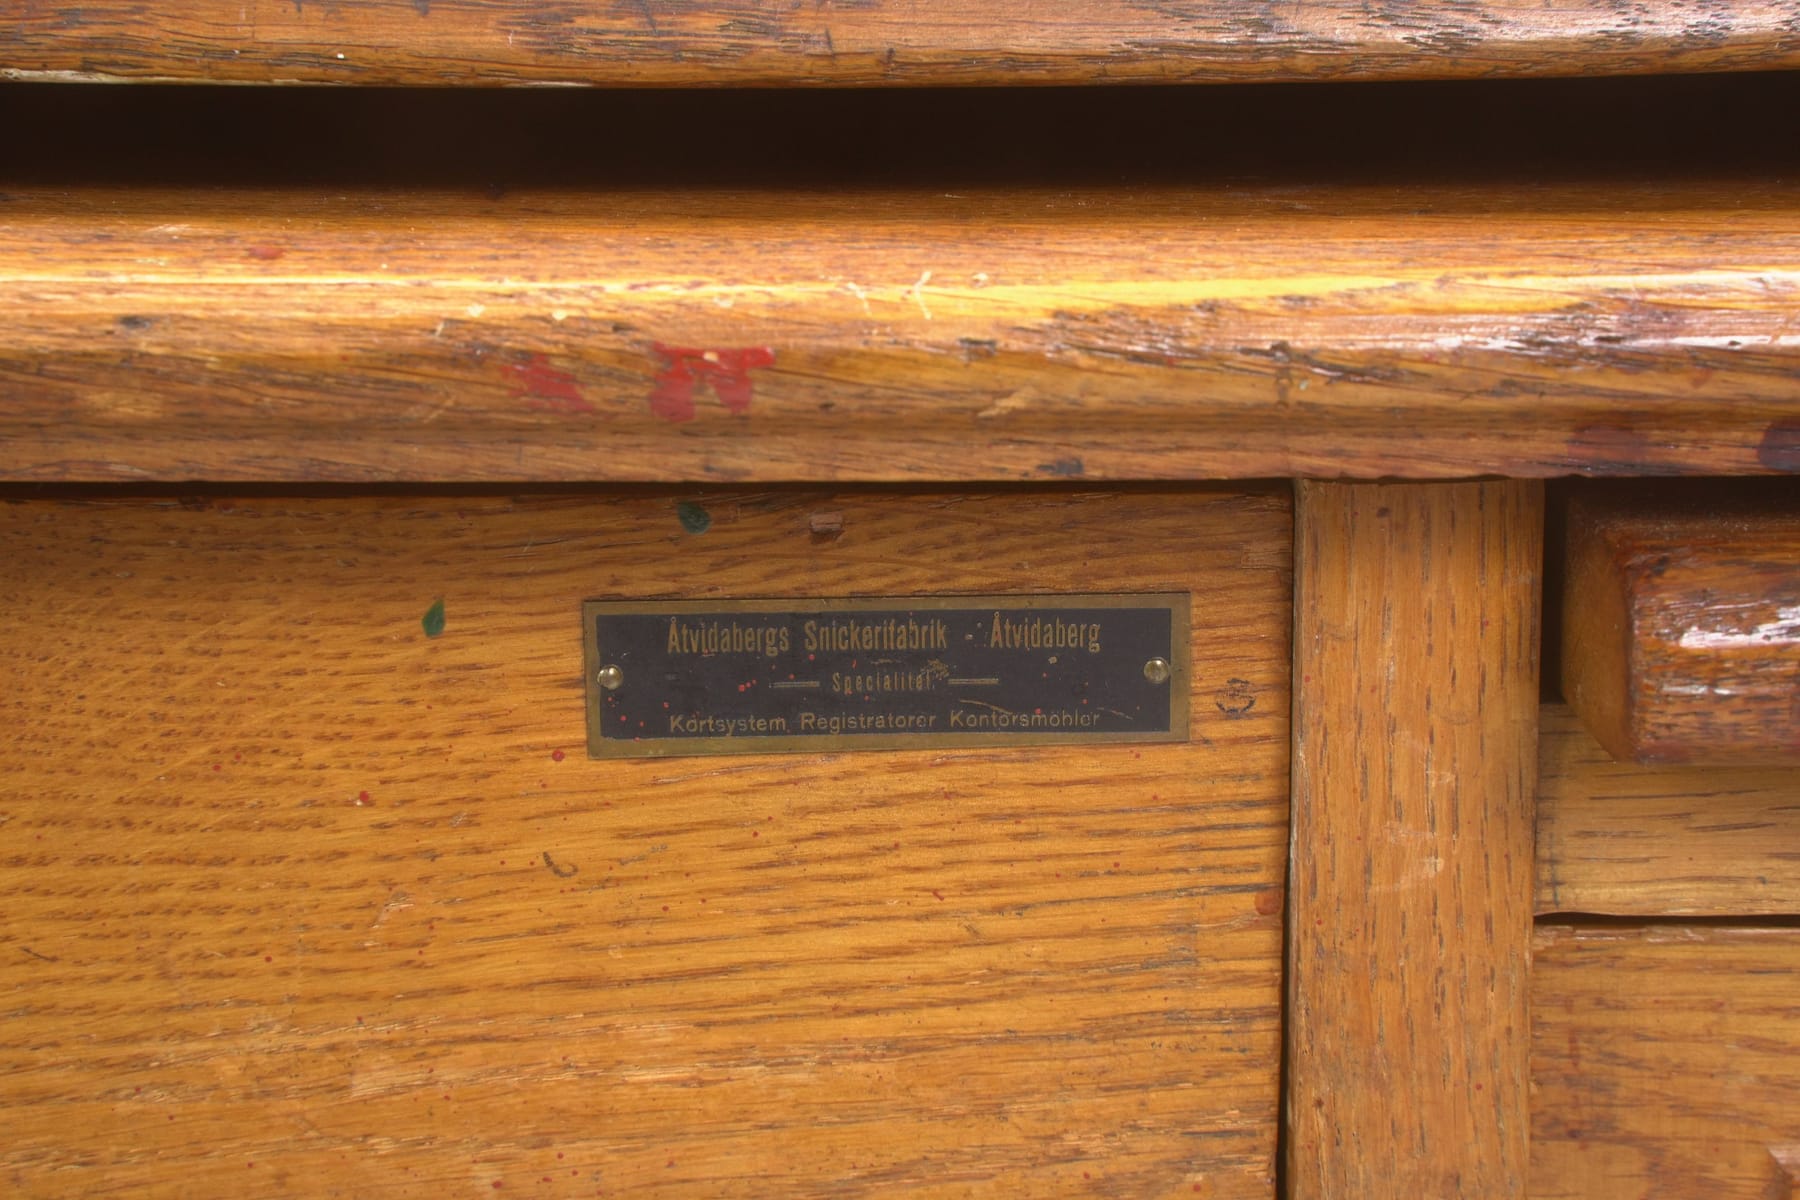 Åtvidabergs Snickerifabrik - Åtvidaberg
Specialitet
Kortsystem, Registratorer Kontorsmöbler